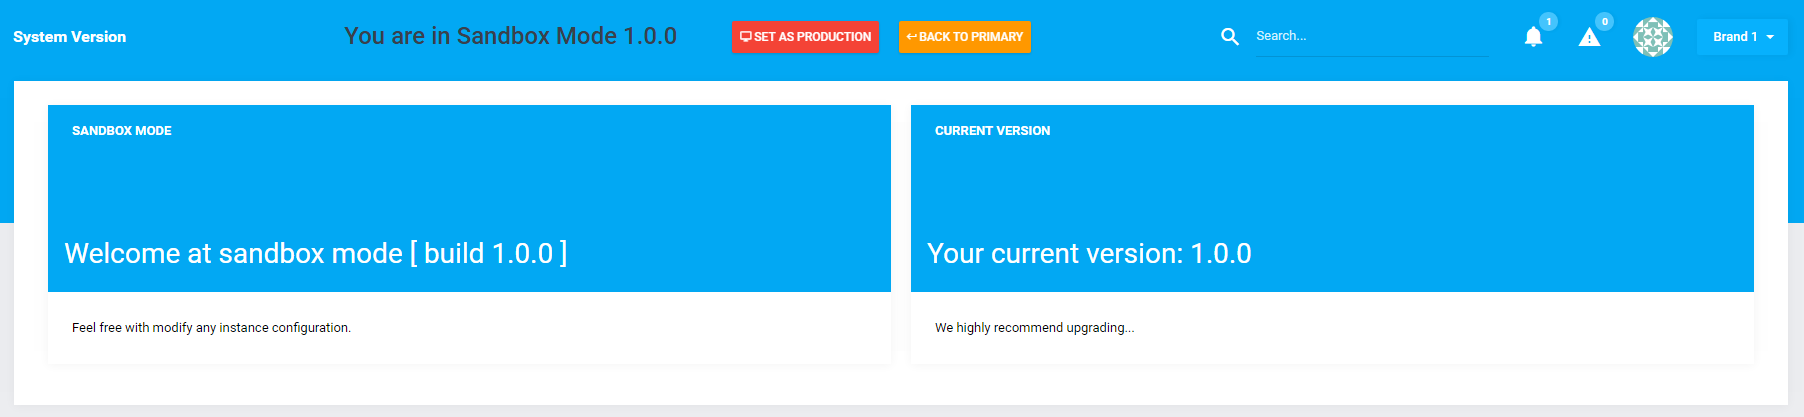 System Version
You are in Sandbox Mode 1.0.0
SET AS PRODUCTION
BACK TO PRIMARY
Search...
1
0
Brand 1
SANDBOX MODE
Welcome at sandbox mode [ build 1.0.0 ]
Feel free with modify any instance configuration.
CURRENT VERSION
Your current version: 1.0.0
We highly recommend upgrading...